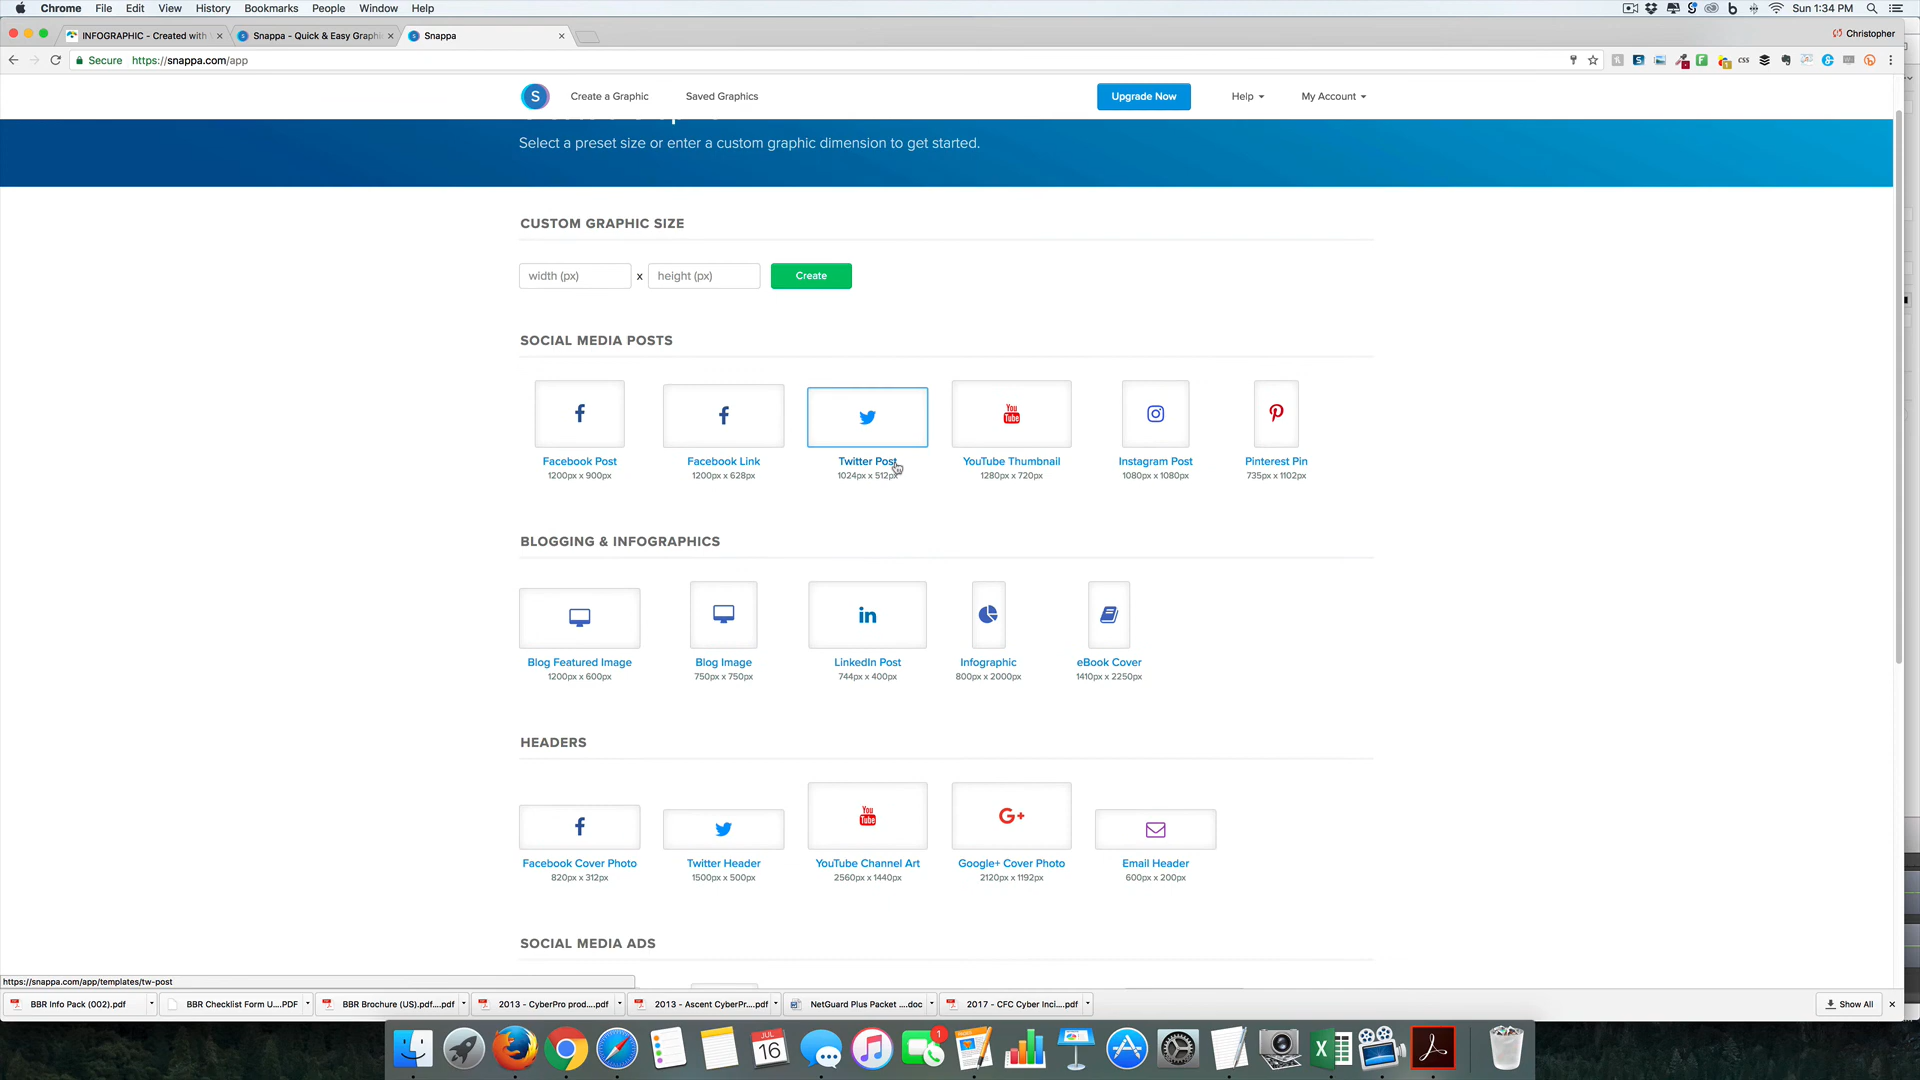 Chrome File Edit View History Bookmarks People Window Help
Sun 1:34 PM
INFOGRAPHIC - Created with
Snappa - Quick & Easy Graphi
Snappa
Christopher
Secure https://snappa.com/app
S Create a Graphic Saved Graphics Upgrade Now Help My Account
Select a preset size or enter a custom graphic dimension to get started.
CUSTOM GRAPHIC SIZE
width (px) x height (px) Create
SOCIAL MEDIA POSTS
Facebook Post Facebook Link Twitter Post YouTube Thumbnail Instagram Post Pinterest Pin
1200px x 900px 1200px x 628px 1024px x 512px 1280px x 720px 1080px x 1080px 735px x 1102px
BLOGGING & INFOGRAPHICS
Blog Featured Image Blog Image LinkedIn Post Infographic eBook Cover
1200px x 600px 750px x 750px 744px x 400px 800px x 2000px 1410px x 2250px
HEADERS
Facebook Cover Photo Twitter Header YouTube Channel Art Google+ Cover Photo Email Header
820px x 312px 1500px x 500px 2560px x 1440px 2120px x 1192px 600px x 200px
SOCIAL MEDIA ADS
https://snappa.com/app/templates/tw-post
BBR Info Pack (002).pdf BBR Checklist Form U....PDF BBR Brochure (US).pdf....pdf 2013 - CyberPro prod....pdf 2013 - Ascent CyberPr....pdf NetGuard Plus Packet ....doc 2017 - CFC Cyber Inci....pdf Show All
JUL
16
1